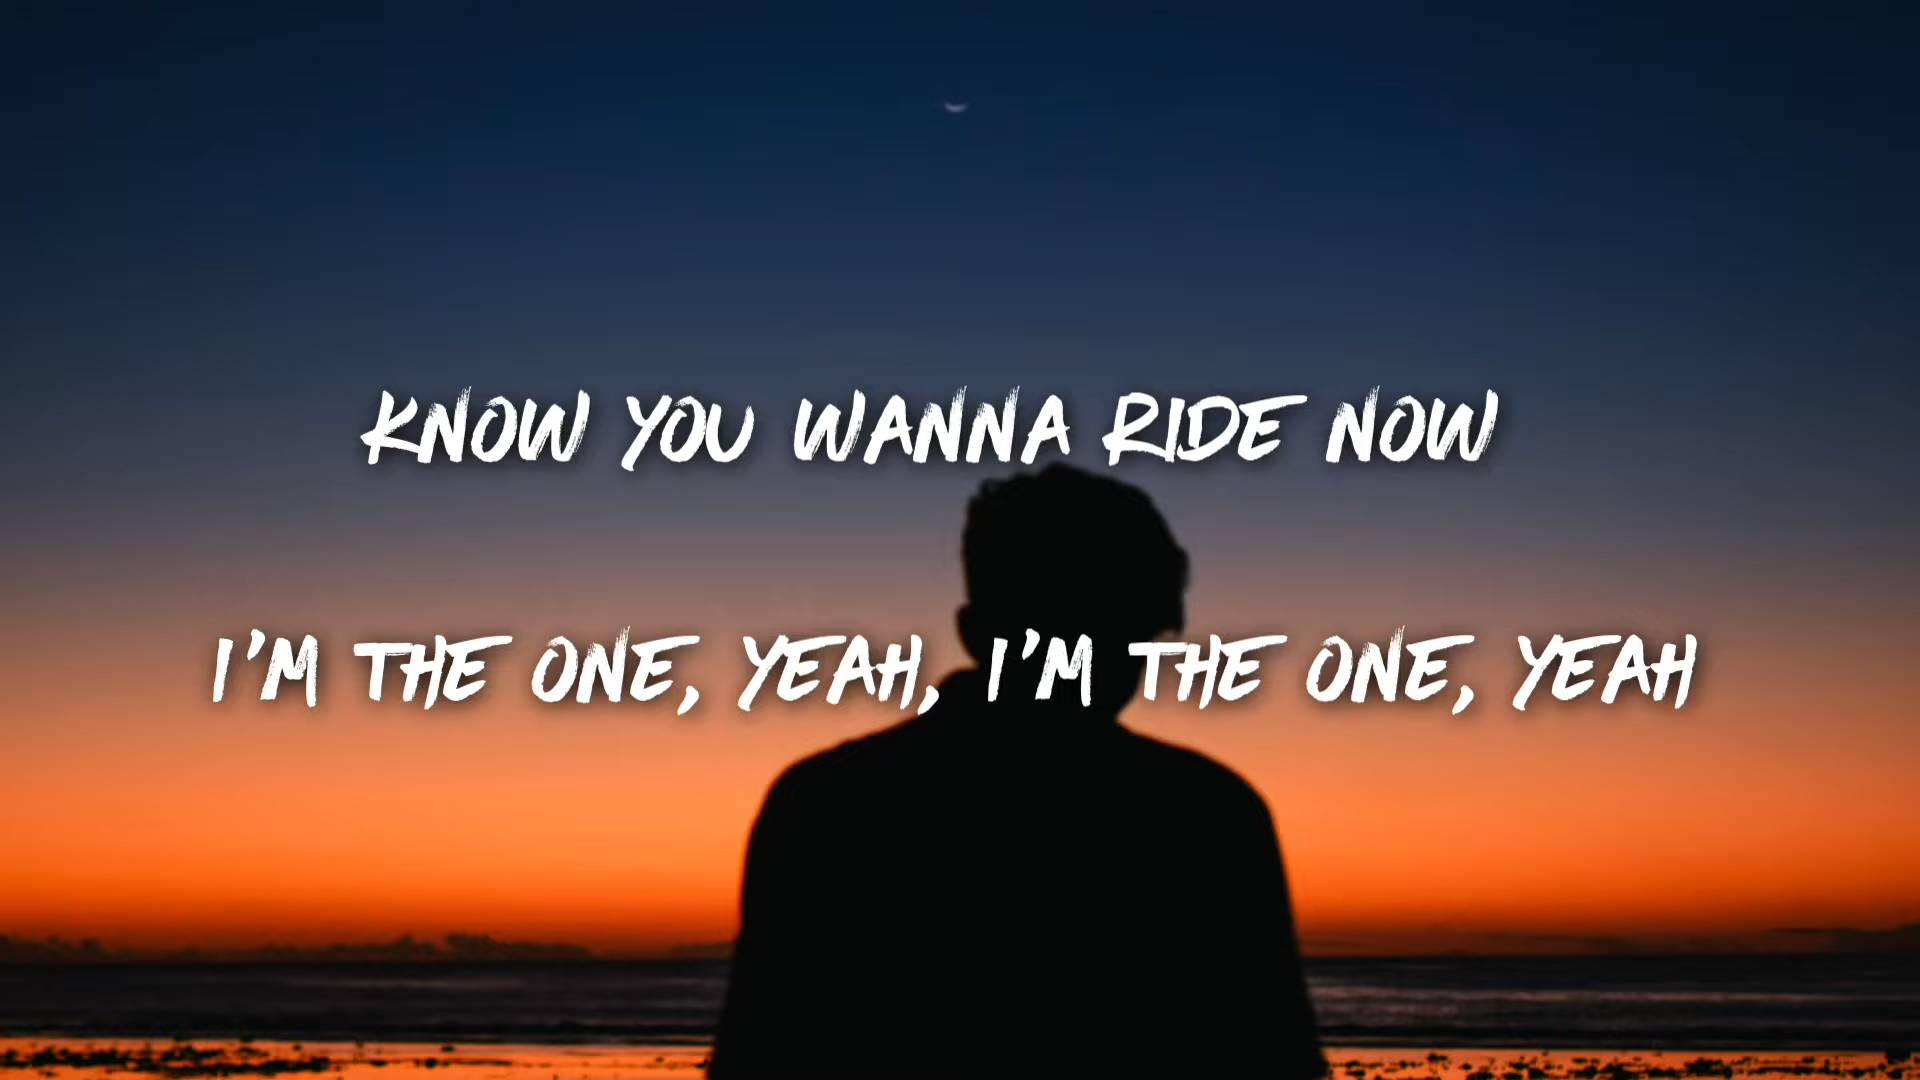 KNOW YOU WANNA RIDE NOW
I'M THE ONE, YEAH, I'M THE ONE, YEAH